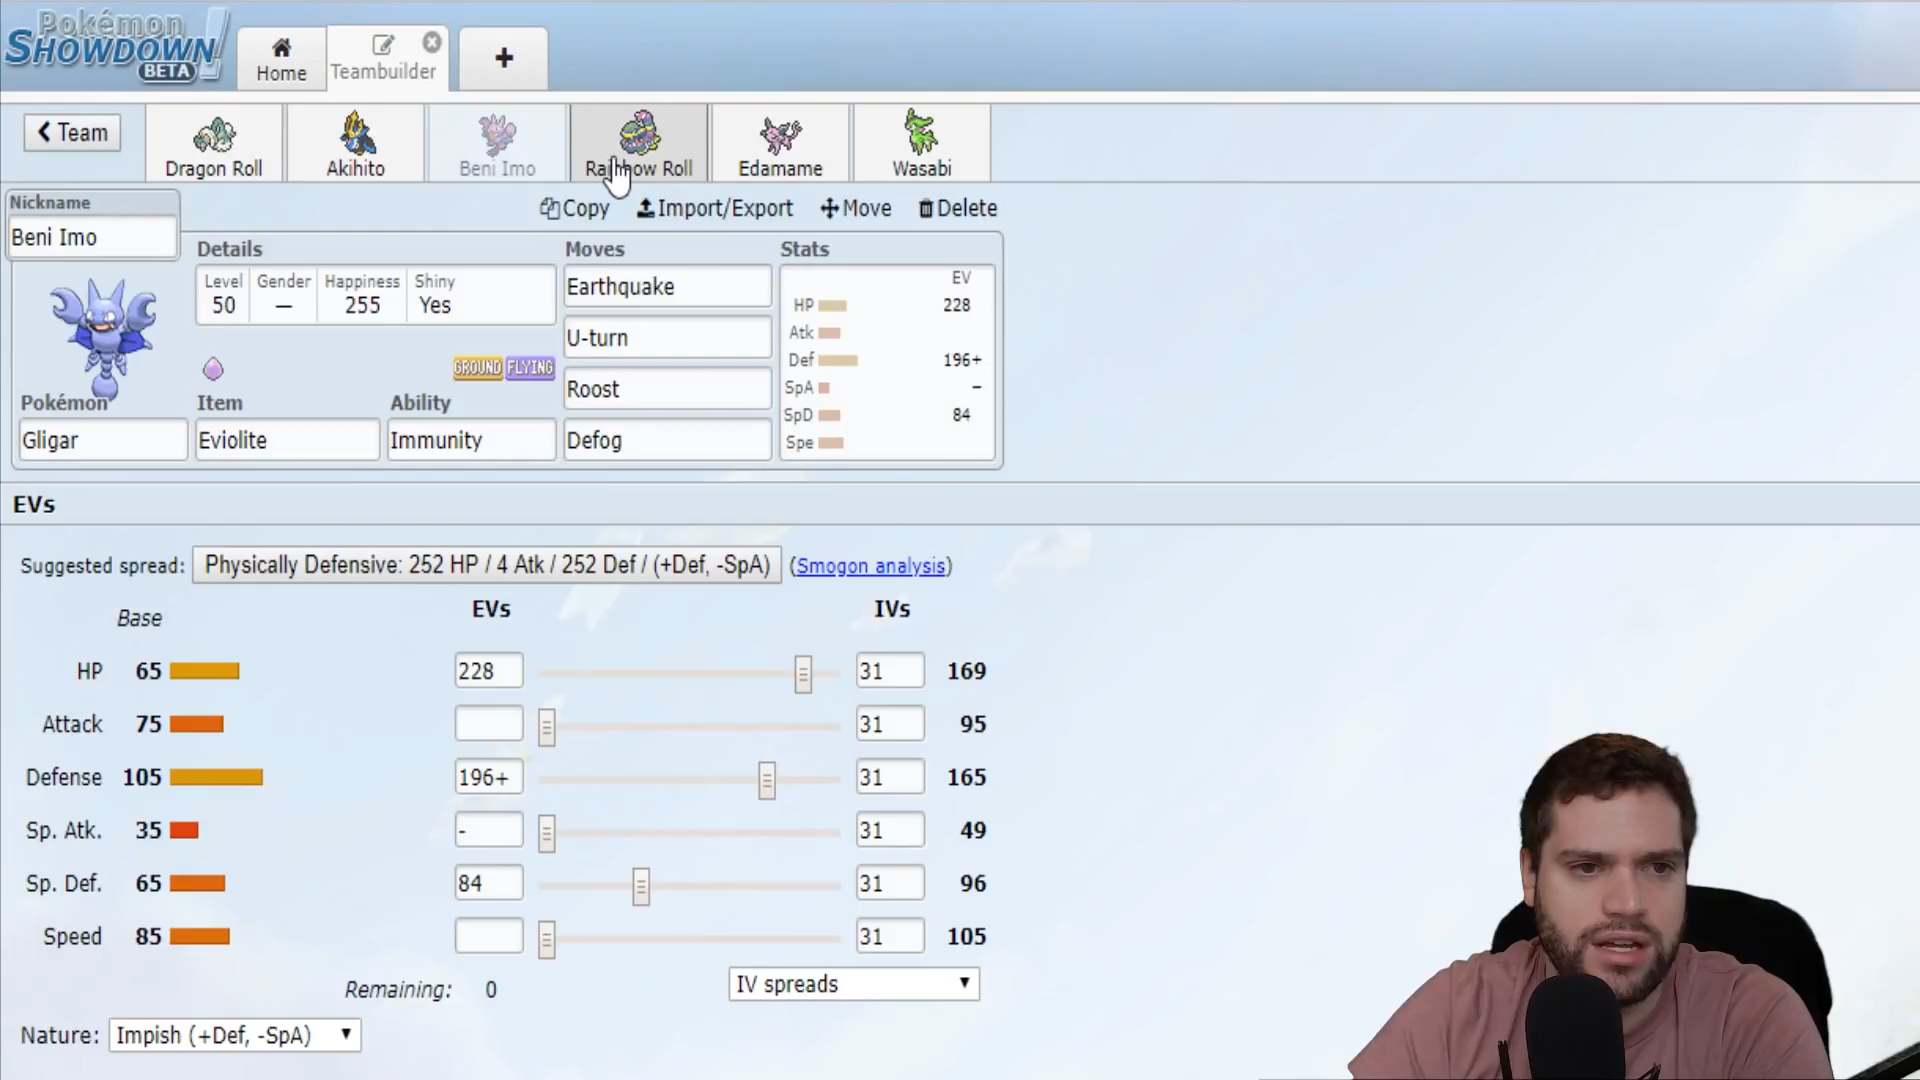 Pokémon
SHOWDOWN!
BETA
Home
Teambuilder
+
Team
Dragon Roll
Akihito
Beni Imo
Rainbow Roll
Edamame
Wasabi
Nickname
Beni Imo
Copy
Import/Export
Move
Delete
Details
Level
50
Gender
—
Happiness
255
Shiny
Yes
GROUND FLYING
Pokémon
Gligar
Item
Eviolite
Ability
Immunity
Moves
Earthquake
U-turn
Roost
Defog
Stats
EV
HP 228
Atk
Def 196+
SpA –
SpD 84
Spe
EVs
Suggested spread: Physically Defensive: 252 HP / 4 Atk / 252 Def / (+Def, -SpA) (Smogon analysis)
Base EVs IVs
HP 65 228 31 169
Attack 75 31 95
Defense 105 196+ 31 165
Sp. Atk. 35 - 31 49
Sp. Def. 65 84 31 96
Speed 85 31 105
Remaining: 0 IV spreads
Nature: Impish (+Def, -SpA)